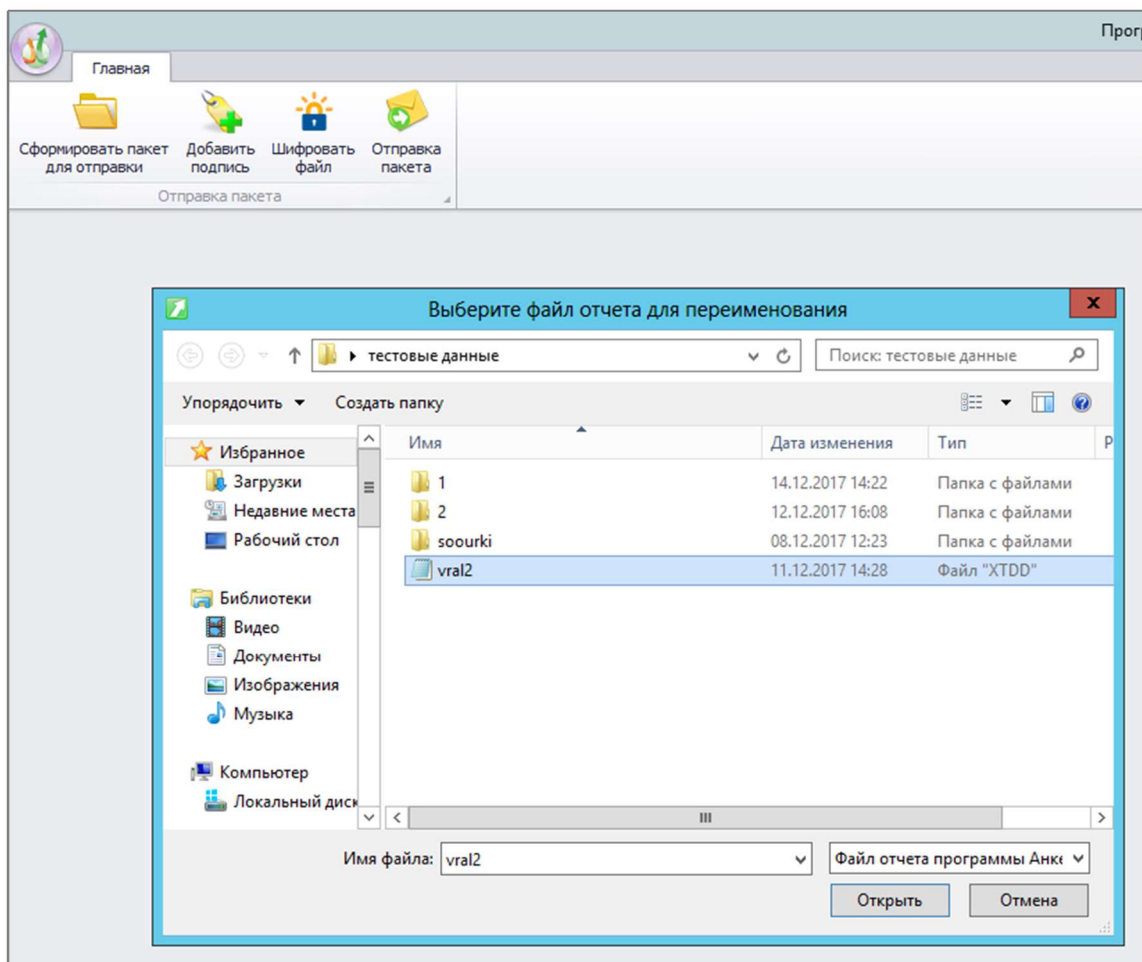 Прогр
Главная
Сформировать пакет для отправки
Добавить подпись
Шифровать файл
Отправка пакета
Отправка пакета
Выберите файл отчета для переименования
тестовые данные
Поиск: тестовые данные
Упорядочить
Создать папку
Имя Дата изменения Тип Р
Избранное
Загрузки
Недавние места
Рабочий стол
Библиотеки
Видео
Документы
Изображения
Музыка
Компьютер
Локальный диск
1 14.12.2017 14:22 Папка с файлами
2 12.12.2017 16:08 Папка с файлами
soourki 08.12.2017 12:23 Папка с файлами
vral2 11.12.2017 14:28 Файл "XTDD"
Имя файла: vral2
Файл отчета программы Анке
Открыть
Отмена